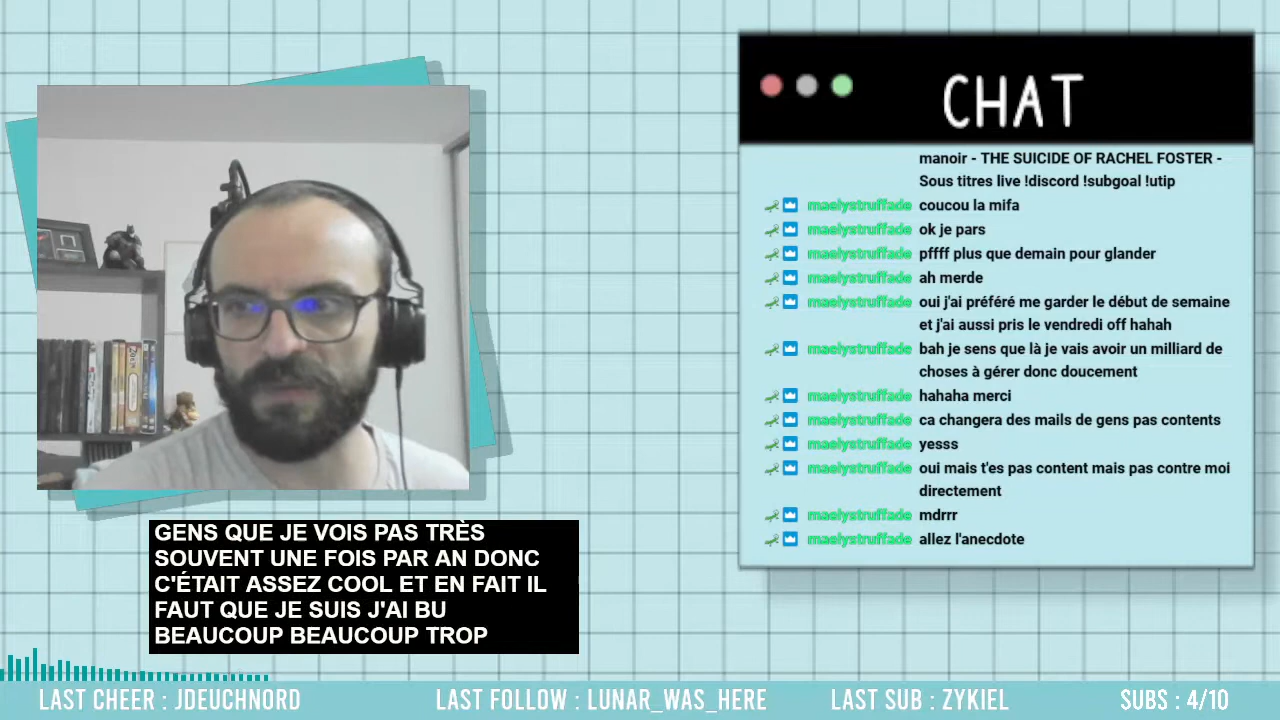 CHAT
manoir - THE SUICIDE OF RACHEL FOSTER -
Sous titres live !discord !subgoal !utip
maelystruffade coucou la mifa
maelystruffade ok je pars
maelystruffade pffff plus que demain pour glander
maelystruffade ah merde
maelystruffade oui j'ai préféré me garder le début de semaine
et j'ai aussi pris le vendredi off hahah
maelystruffade bah je sens que là je vais avoir un milliard de
choses à gérer donc doucement
maelystruffade hahaha merci
maelystruffade ca changera des mails de gens pas contents
maelystruffade yesss
maelystruffade oui mais t'es pas content mais pas contre moi
directement
maelystruffade mdrrr
maelystruffade allez l'anecdote
GENS QUE JE VOIS PAS TRÈS
SOUVENT UNE FOIS PAR AN DONC
C'ÉTAIT ASSEZ COOL ET EN FAIT IL
FAUT QUE JE SUIS J'AI BU
BEAUCOUP BEAUCOUP TROP
LAST CHEER : JDEUCHNORD
LAST FOLLOW : LUNAR_WAS_HERE
LAST SUB : ZYKIEL
SUBS : 4/10